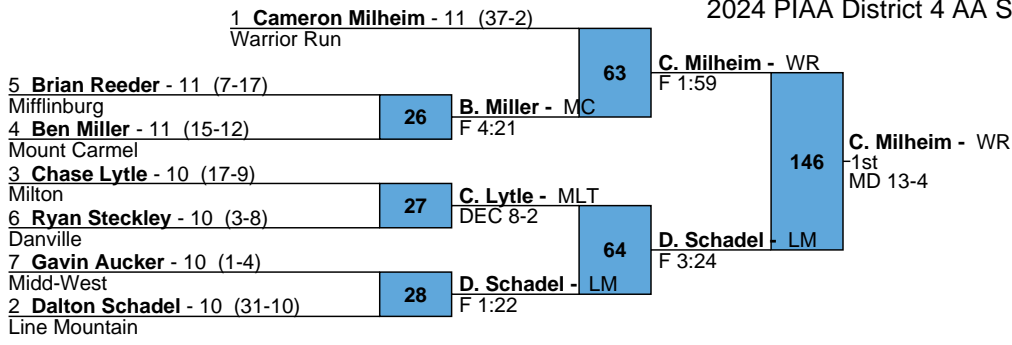 2024 PIAA District 4 AA S
1 Cameron Milheim - 11 (37-2)
Warrior Run
63
C. Milheim - WR
F 1:59
5 Brian Reeder - 11 (7-17)
Mifflinburg
26
B. Miller - MC
F 4:21
4 Ben Miller - 11 (15-12)
Mount Carmel
146
C. Milheim - WR
1st
MD 13-4
3 Chase Lytle - 10 (17-9)
Milton
27
C. Lytle - MLT
DEC 8-2
6 Ryan Steckley - 10 (3-8)
Danville
64
D. Schadel - LM
F 3:24
7 Gavin Aucker - 10 (1-4)
Midd-West
28
D. Schadel - LM
F 1:22
2 Dalton Schadel - 10 (31-10)
Line Mountain